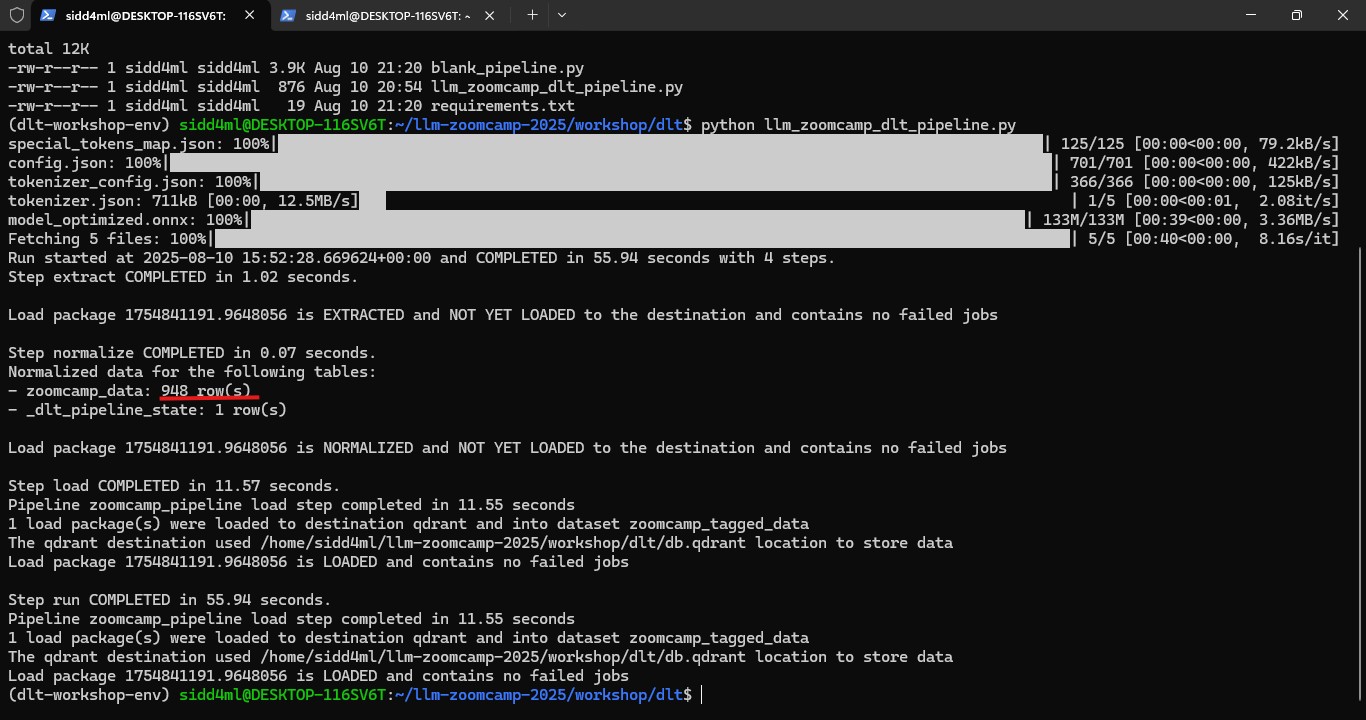 sidd4ml@DESKTOP-116SV6T:
sidd4ml@DESKTOP-116SV6T: ~
total 12K
-rw-r--r-- 1 sidd4ml sidd4ml 3.9K Aug 10 21:20 blank_pipeline.py
-rw-r--r-- 1 sidd4ml sidd4ml  876 Aug 10 20:54 llm_zoomcamp_dlt_pipeline.py
-rw-r--r-- 1 sidd4ml sidd4ml   19 Aug 10 21:20 requirements.txt
(dlt-workshop-env) sidd4ml@DESKTOP-116SV6T:~/llm-zoomcamp-2025/workshop/dlt$ python llm_zoomcamp_dlt_pipeline.py
special_tokens_map.json: 100%| | 125/125 [00:00<00:00, 79.2kB/s]
config.json: 100%| | 701/701 [00:00<00:00, 422kB/s]
tokenizer_config.json: 100%| | 366/366 [00:00<00:00, 125kB/s]
tokenizer.json: 711kB [00:00, 12.5MB/s] | 1/5 [00:00<00:01,  2.08it/s]
model_optimized.onnx: 100%| | 133M/133M [00:39<00:00, 3.36MB/s]
Fetching 5 files: 100%| | 5/5 [00:40<00:00,  8.16s/it]
Run started at 2025-08-10 15:52:28.669624+00:00 and COMPLETED in 55.94 seconds with 4 steps.
Step extract COMPLETED in 1.02 seconds.
Load package 1754841191.9648056 is EXTRACTED and NOT YET LOADED to the destination and contains no failed jobs
Step normalize COMPLETED in 0.07 seconds.
Normalized data for the following tables:
- zoomcamp_data: 948 row(s)
- _dlt_pipeline_state: 1 row(s)
Load package 1754841191.9648056 is NORMALIZED and NOT YET LOADED to the destination and contains no failed jobs
Step load COMPLETED in 11.57 seconds.
Pipeline zoomcamp_pipeline load step completed in 11.55 seconds
1 load package(s) were loaded to destination qdrant and into dataset zoomcamp_tagged_data
The qdrant destination used /home/sidd4ml/llm-zoomcamp-2025/workshop/dlt/db.qdrant location to store data
Load package 1754841191.9648056 is LOADED and contains no failed jobs
Step run COMPLETED in 55.94 seconds.
Pipeline zoomcamp_pipeline load step completed in 11.55 seconds
1 load package(s) were loaded to destination qdrant and into dataset zoomcamp_tagged_data
The qdrant destination used /home/sidd4ml/llm-zoomcamp-2025/workshop/dlt/db.qdrant location to store data
Load package 1754841191.9648056 is LOADED and contains no failed jobs
(dlt-workshop-env) sidd4ml@DESKTOP-116SV6T:~/llm-zoomcamp-2025/workshop/dlt$